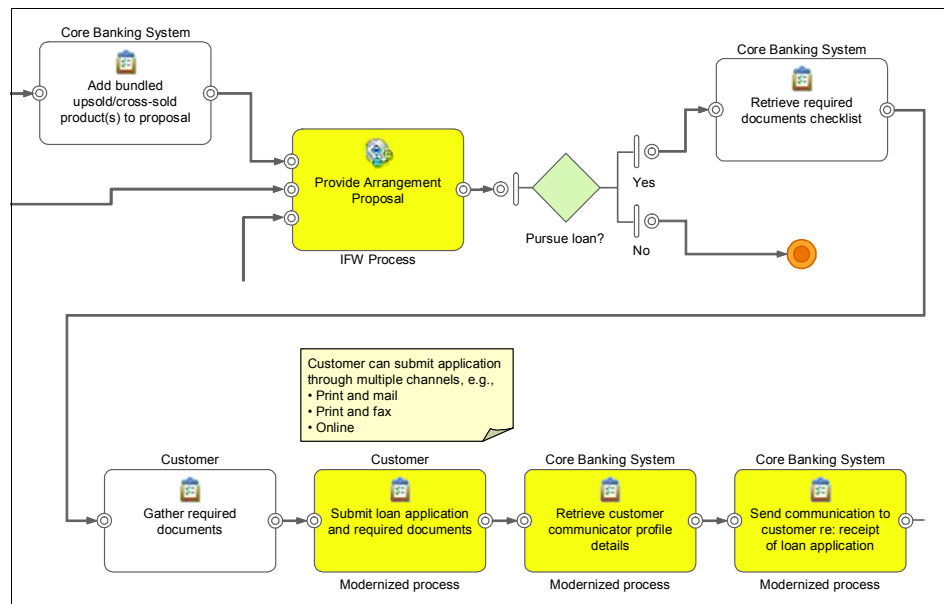 Core Banking System
Add bundled
upsold/cross-sold
product(s) to proposal
Provide Arrangement
Proposal
IFW Process
Pursue loan?
Yes
No
Core Banking System
Retrieve required
documents checklist
Customer can submit application
through multiple channels, e.g.,
• Print and mail
• Print and fax
• Online
Customer
Gather required
documents
Customer
Submit loan application
and required documents
Modernized process
Core Banking System
Retrieve customer
communicator profile
details
Modernized process
Core Banking System
Send communication to
customer re: receipt
of loan application
Modernized process